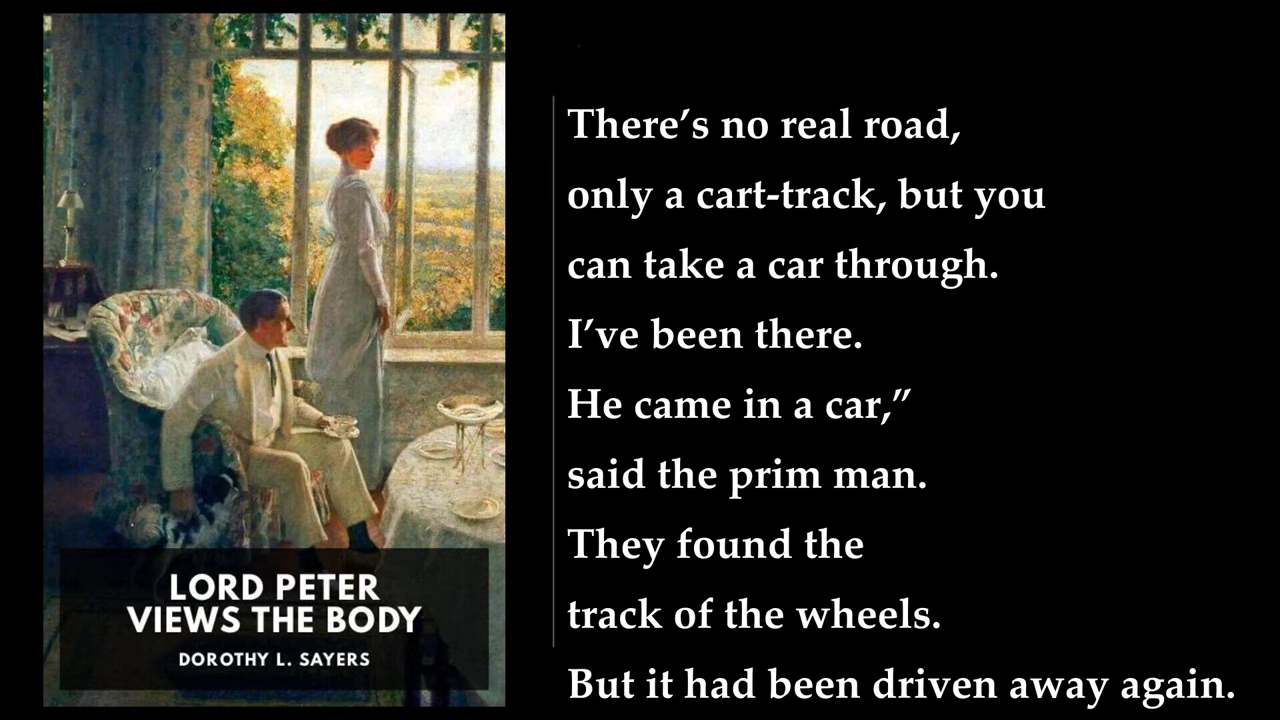 LORD PETER
VIEWS THE BODY
DOROTHY L. SAYERS
There’s no real road,
only a cart-track, but you
can take a car through.
I’ve been there.
He came in a car,”
said the prim man.
They found the
track of the wheels.
But it had been driven away again.